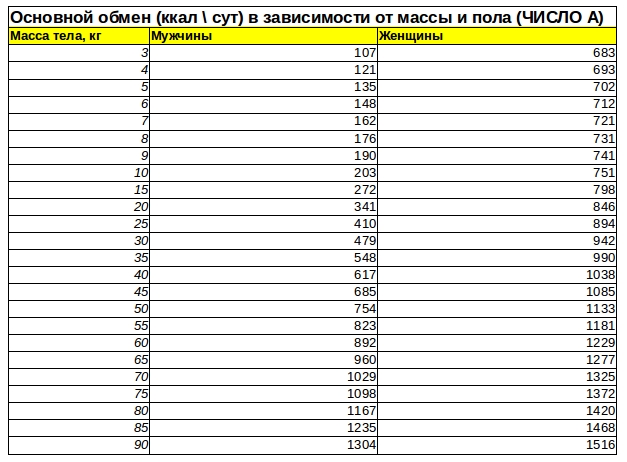 Основной обмен (ккал \ сут) в зависимости от массы и пола (ЧИСЛО А)
Масса тела, кг Мужчины Женщины
3 107 683
4 121 693
5 135 702
6 148 712
7 162 721
8 176 731
9 190 741
10 203 751
15 272 798
20 341 846
25 410 894
30 479 942
35 548 990
40 617 1038
45 685 1085
50 754 1133
55 823 1181
60 892 1229
65 960 1277
70 1029 1325
75 1098 1372
80 1167 1420
85 1235 1468
90 1304 1516